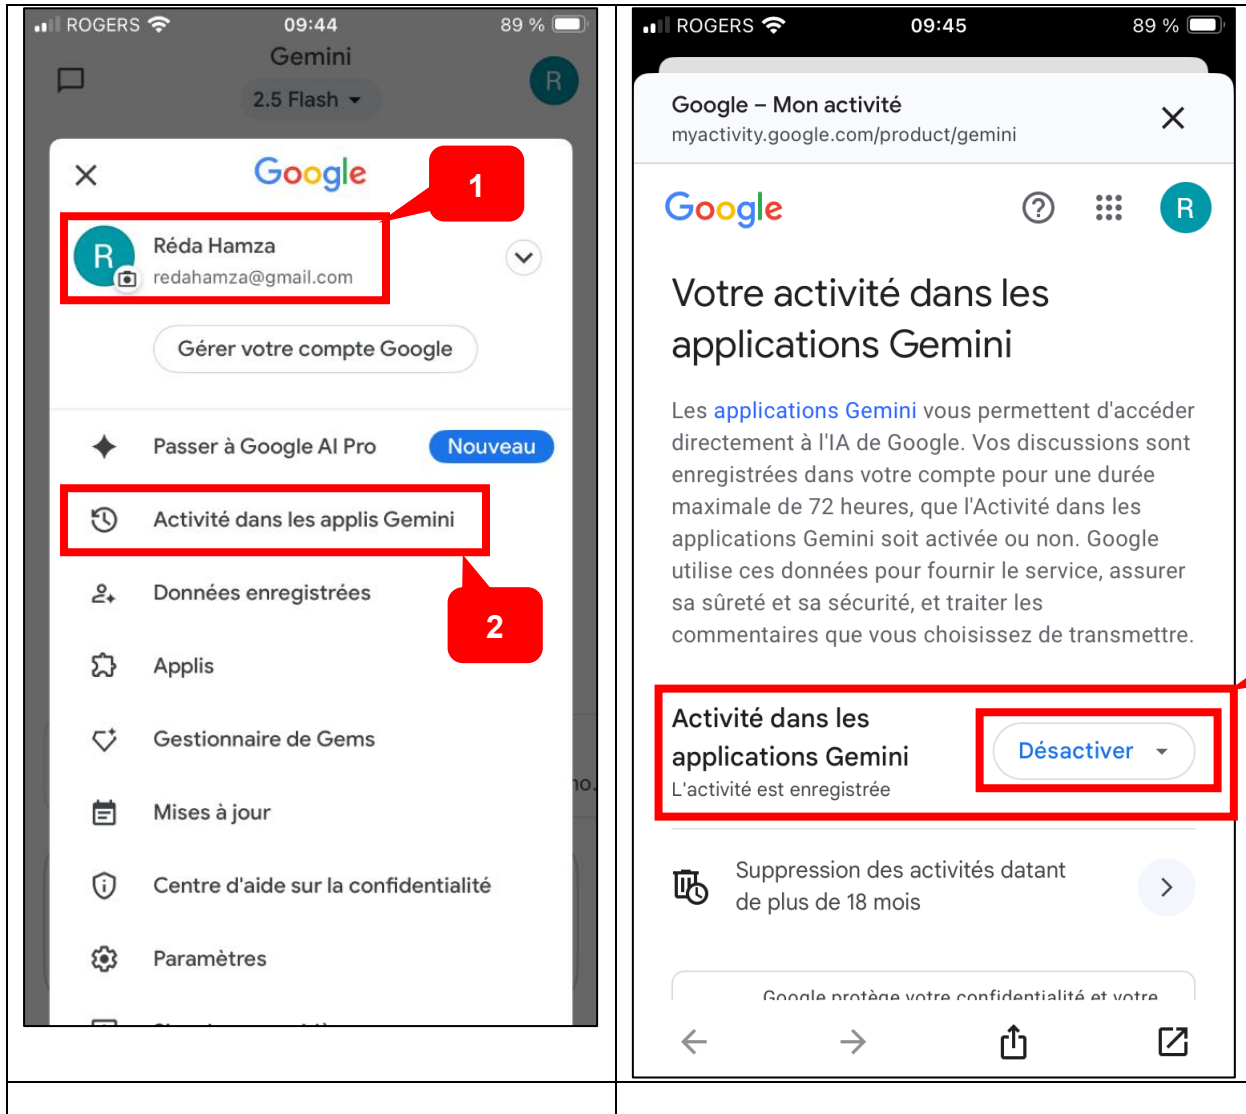 ROGERS 09:44 89 %
Gemini
2.5 Flash
R
Google
1
R
Réda Hamza
redahamza@gmail.com
Gérer votre compte Google
Passer à Google AI Pro Nouveau
Activité dans les applis Gemini
2
Données enregistrées
Applis
Gestionnaire de Gems
Mises à jour
Centre d'aide sur la confidentialité
Paramètres
ROGERS 09:45 89 %
Google – Mon activité
myactivity.google.com/product/gemini
Google R
Votre activité dans les
applications Gemini
Les applications Gemini vous permettent d'accéder
directement à l'IA de Google. Vos discussions sont
enregistrées dans votre compte pour une durée
maximale de 72 heures, que l'Activité dans les
applications Gemini soit activée ou non. Google
utilise ces données pour fournir le service, assurer
sa sûreté et sa sécurité, et traiter les
commentaires que vous choisissez de transmettre.
Activité dans les
applications Gemini
L'activité est enregistrée
Désactiver
Suppression des activités datant
de plus de 18 mois
Google protège votre confidentialité et votre